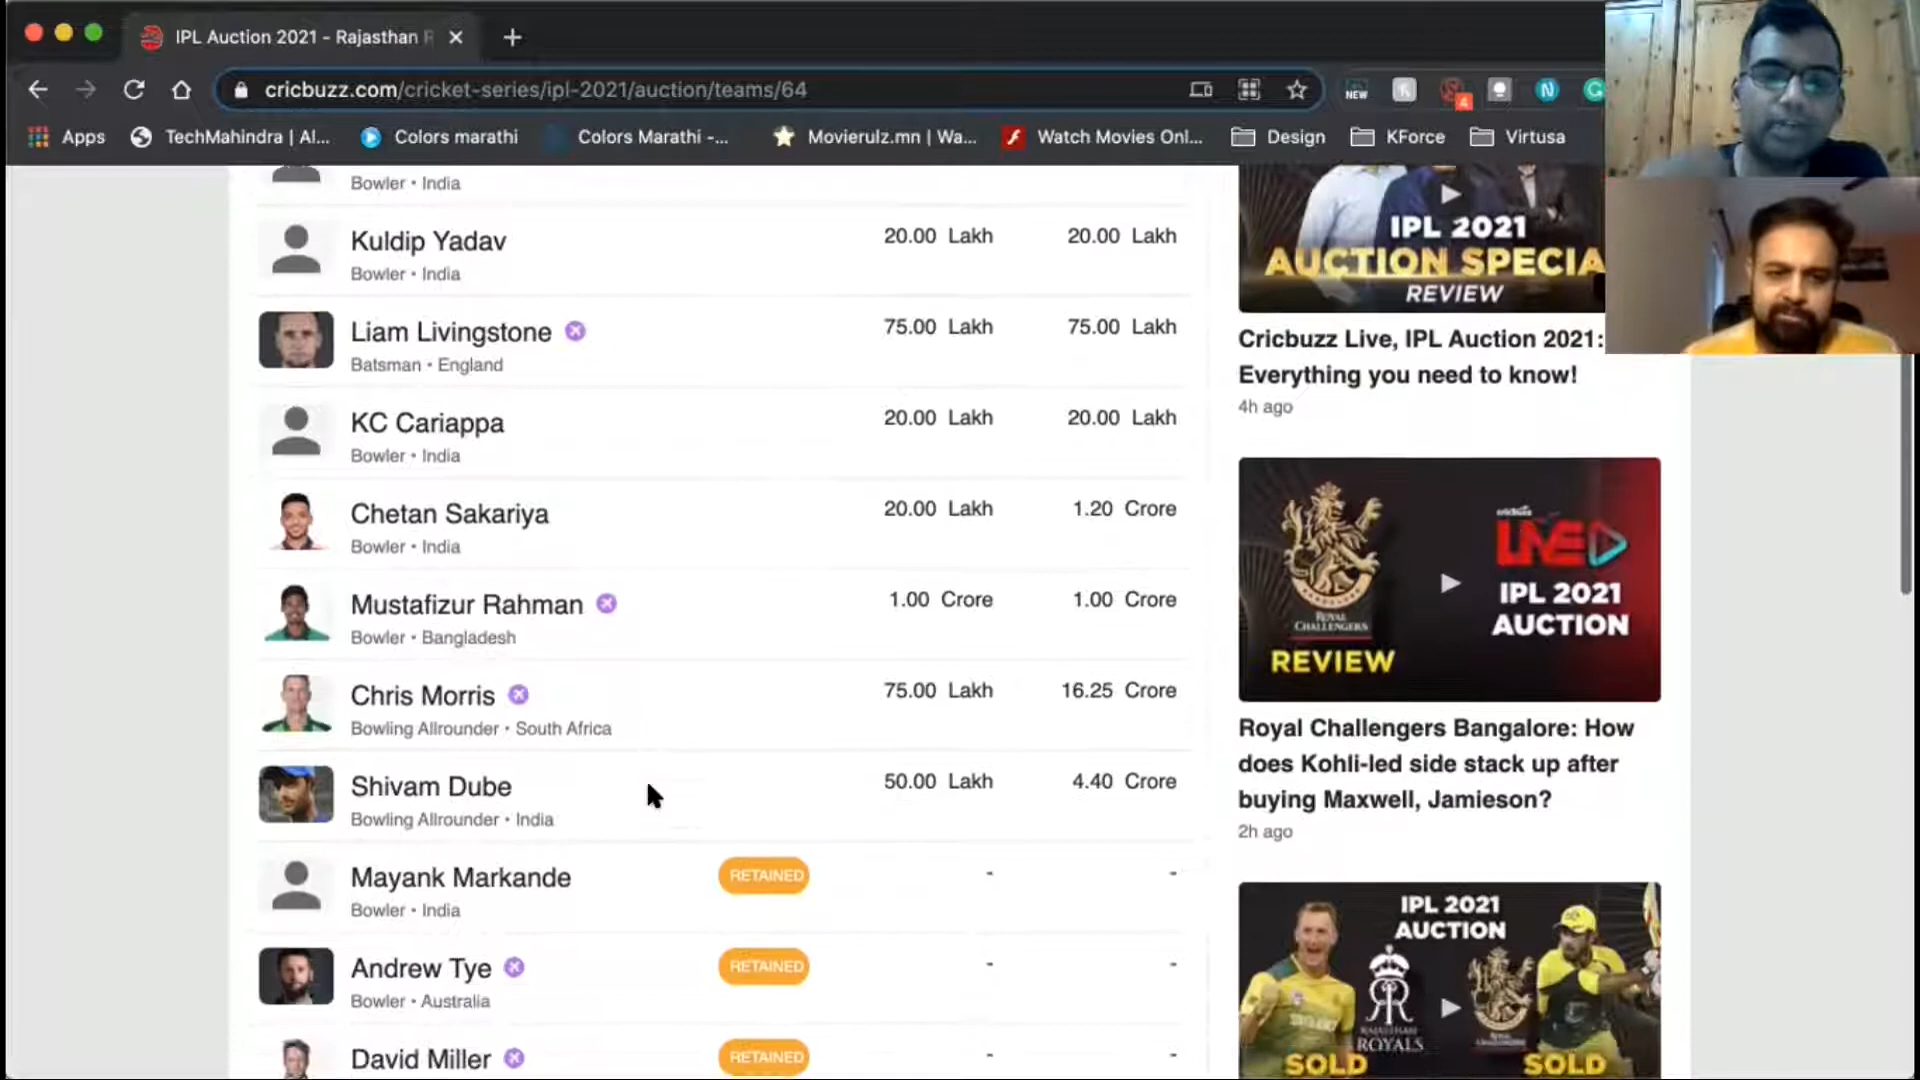 IPL Auction 2021 - Rajasthan R
cricbuzz.com/cricket-series/ipl-2021/auction/teams/64
NEW
4
N
G
Apps
TechMahindra | Al...
Colors marathi
Colors Marathi -...
Movierulz.mn | Wa...
Watch Movies Onl...
Design
KForce
Virtusa
Bowler • India
Kuldip Yadav
20.00 Lakh
20.00 Lakh
Bowler • India
Liam Livingstone
75.00 Lakh
75.00 Lakh
Batsman • England
KC Cariappa
20.00 Lakh
20.00 Lakh
Bowler • India
Chetan Sakariya
20.00 Lakh
1.20 Crore
Bowler • India
Mustafizur Rahman
1.00 Crore
1.00 Crore
Bowler • Bangladesh
Chris Morris
75.00 Lakh
16.25 Crore
Bowling Allrounder • South Africa
Shivam Dube
50.00 Lakh
4.40 Crore
Bowling Allrounder • India
Mayank Markande
RETAINED
-
-
Bowler • India
Andrew Tye
RETAINED
-
-
Bowler • Australia
David Miller
RETAINED
-
-
IPL 2021
AUCTION SPECIA
REVIEW
Cricbuzz Live, IPL Auction 2021:
Everything you need to know!
4h ago
ROYAL
CHALLENGERS
REVIEW
cricbuzz
LIVE
IPL 2021
AUCTION
Royal Challengers Bangalore: How
does Kohli-led side stack up after
buying Maxwell, Jamieson?
2h ago
IPL 2021
AUCTION
RAJASTHAN
ROYALS
SOLD
SOLD